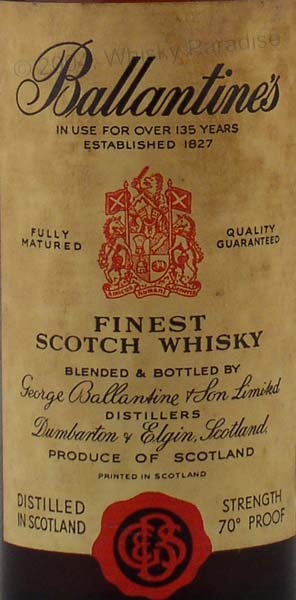 © Whisky Paradise
Ballantine's
IN USE FOR OVER 135 YEARS
ESTABLISHED 1827
FULLY
MATURED
QUALITY
GUARANTEED
FINEST
SCOTCH WHISKY
BLENDED & BOTTLED BY
George Ballantine & Son Limited
DISTILLERS
Dumbarton & Elgin, Scotland.
PRODUCE OF SCOTLAND
PRINTED IN SCOTLAND
DISTILLED
IN SCOTLAND
STRENGTH
70° PROOF